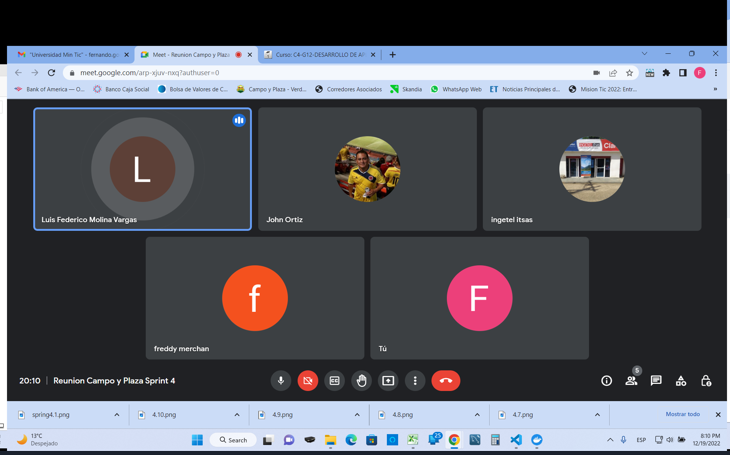 "Universidad Min Tic" - fernando.g
Meet - Reunion Campo y Plaza
Curso: C4-G12-DESARROLLO DE A
meet.google.com/arp-xjuv-nxq?authuser=0
F
Bank of America — O...
Banco Caja Social
Bolsa de Valores de C...
Campo y Plaza - Verd...
Corredores Asociados
Skandia
WhatsApp Web
ET
Noticias Principales d...
Mision Tic 2022: Entr...
»
L
Luis Federico Molina Vargas
John Ortiz
Cla
ingetel itsas
f
freddy merchan
F
Tú
20:10 | Reunion Campo y Plaza Sprint 4
5
spring4.1.png
4.10.png
4.9.png
4.8.png
4.7.png
Mostrar todo
13°C
Despejado
Search
25
ESP
8:10 PM
12/19/2022